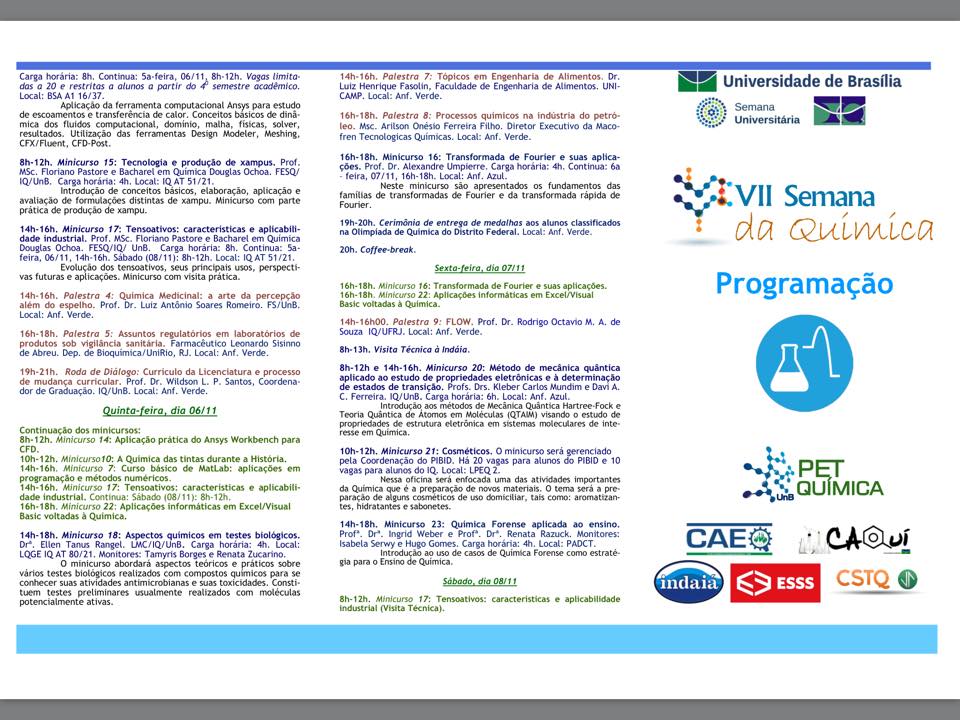 Carga horária: 8h. Continua: 5a-feira, 06/11, 8h-12h. Vagas limita-
das a 20 e restritas a alunos a partir do 4º semestre acadêmico.
Local: BSA A1 16/37.
Aplicação da ferramenta computacional Ansys para estudo
de escoamentos e transferência de calor. Conceitos básicos de dinâ-
mica dos fluidos computacional, domínio, malha, físicas, solver,
resultados. Utilização das ferramentas Design Modeler, Meshing,
CFX/Fluent, CFD-Post.
8h-12h. Minicurso 15: Tecnologia e produção de xampus. Prof.
MSc. Floriano Pastore e Bacharel em Química Douglas Ochoa. FESQ/
IQ/UnB. Carga horária: 4h. Local: IQ AT 51/21.
Introdução de conceitos básicos, elaboração, aplicação e
avaliação de formulações distintas de xampu. Minicurso com parte
prática de produção de xampu.
14h-16h. Minicurso 17: Tensoativos: características e aplicabili-
dade industrial. Prof. MSc. Floriano Pastore e Bacharel em Química
Douglas Ochoa. FESQ/IQ/UnB. Carga horária: 8h. Continua: 5a-
feira, 06/11, 14h-16h. Sábado (08/11): 8h-12h. Local: IQ AT 51/21.
Evolução dos tensoativos, seus principais usos, perspecti-
vas futuras e aplicações. Minicurso com visita prática.
14h-16h. Palestra 4: Química Medicinal: a arte da percepção
além do espelho. Prof. Dr. Luiz Antônio Soares Romeiro. FS/UnB.
Local: Anf. Verde.
16h-18h. Palestra 5: Assuntos regulatórios em laboratórios de
produtos sob vigilância sanitária. Farmacêutico Leonardo Sisinno
de Abreu. Dep. de Bioquímica/UniRio, RJ. Local: Anf. Verde.
19h-21h. Roda de Diálogo: Currículo da Licenciatura e processo
de mudança curricular. Prof. Dr. Wildson L. P. Santos, Coordena-
dor de Graduação. IQ/UnB. Local: Anf. Verde.
Quinta-feira, dia 06/11
Continuação dos minicursos:
8h-12h. Minicurso 14: Aplicação prática do Ansys Workbench para
CFD.
10h-12h. Minicurso10: A Química das tintas durante a História.
14h-16h. Minicurso 7: Curso básico de MatLab: aplicações em
programação e métodos numéricos.
14h-16h. Minicurso 17: Tensoativos: características e aplicabili-
dade industrial. Continua: Sábado (08/11): 8h-12h.
16h-18h. Minicurso 22: Aplicações informáticas em Excel/Visual
Basic voltadas à Química.
14h-18h. Minicurso 18: Aspectos químicos em testes biológicos.
Drª. Ellen Tanus Rangel. LMC/IQ/UnB. Carga horária: 4h. Local:
LQGE IQ AT 80/21. Monitores: Tamyris Borges e Renata Zucarino.
O minicurso abordará aspectos teóricos e práticos sobre
vários testes biológicos realizados com compostos químicos para se
conhecer suas atividades antimicrobianas e suas toxicidades. Consti-
tuem testes preliminares usualmente realizados com moléculas
potencialmente ativas.
14h-16h. Palestra 7: Tópicos em Engenharia de Alimentos. Dr.
Luiz Henrique Fasolin, Faculdade de Engenharia de Alimentos. UNI-
CAMP. Local: Anf. Verde.
16h-18h. Palestra 8: Processos químicos na indústria do petró-
leo. Msc. Arilson Onésio Ferreira Filho. Diretor Executivo da Maco-
fren Tecnologicas Químicas. Local: Anf. Verde.
16h-18h. Minicurso 16: Transformada de Fourier e suas aplica-
ções. Prof. Dr. Alexandre Umpierre. Carga horária: 4h. Continua: 6a
- feira, 07/11, 16h-18h. Local: Anf. Azul.
Neste minicurso são apresentados os fundamentos das
famílias de transformadas de Fourier e da transformada rápida de
Fourier.
19h-20h. Cerimônia de entrega de medalhas aos alunos classificados
na Olimpíada de Química do Distrito Federal. Local: Anf. Verde.
20h. Coffee-break.
Sexta-feira, dia 07/11
16h-18h. Minicurso 16: Transformada de Fourier e suas aplicações.
16h-18h. Minicurso 22: Aplicações informáticas em Excel/Visual
Basic voltadas à Química.
14h-16h00. Palestra 9: FLOW. Prof. Dr. Rodrigo Octavio M. A. de
Souza IQ/UFRJ. Local: Anf. Verde.
8h-13h. Visita Técnica à Indáia.
8h-12h e 14h-16h. Minicurso 20: Método de mecânica quântica
aplicado ao estudo de propriedades eletrônicas e à determinação
de estados de transição. Profs. Drs. Kleber Carlos Mundim e Davi A.
C. Ferreira. IQ/UnB. Carga horária: 6h. Local: Anf. Azul.
Introdução aos métodos de Mecânica Quântica Hartree-Fock e
Teoria Quântica de Átomos em Moléculas (QTAIM) visando o estudo de
propriedades de estrutura eletrônica em sistemas moleculares de inte-
resse em Química.
10h-12h. Minicurso 21: Cosméticos. O minicurso será gerenciado
pela Coordenação do PIBID. Há 20 vagas para alunos do PIBID e 10
vagas para alunos do IQ. Local: LPEQ 2.
Nessa oficina será enfocada uma das atividades importantes
da Química que é a preparação de novos materiais. O tema será a pre-
paração de alguns cosméticos de uso domiciliar, tais como: aromatizan-
tes, hidratantes e sabonetes.
14h-18h. Minicurso 23: Química Forense aplicada ao ensino.
Profª. Drª. Ingrid Weber e Profª. Drª. Renata Razuck. Monitores:
Isabela Serwy e Hugo Gomes. Carga horária: 4h. Local: PADCT.
Introdução ao uso de casos de Química Forense como estraté-
gia para o Ensino de Química.
Sábado, dia 08/11
8h-12h. Minicurso 17: Tensoativos: características e aplicabilidade
industrial (Visita Técnica).
Universidade de Brasília
Semana
Universitária
VII Semana
da Química
Programação
PET
QUÍMICA
UnB
CAE
CAQuí
indaiá
ESSS
CSTQ